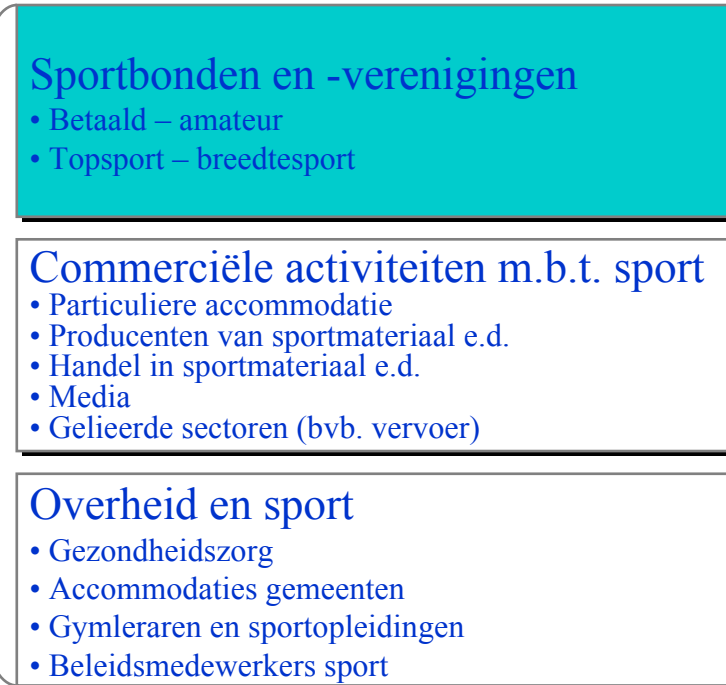 Sportbonden en -verenigingen
• Betaald – amateur
• Topsport – breedtesport
Commerciële activiteiten m.b.t. sport
• Particuliere accommodatie
• Producenten van sportmateriaal e.d.
• Handel in sportmateriaal e.d.
• Media
• Gelieerde sectoren (bvb. vervoer)
Overheid en sport
• Gezondheidszorg
• Accommodaties gemeenten
• Gymleraren en sportopleidingen
• Beleidsmedewerkers sport